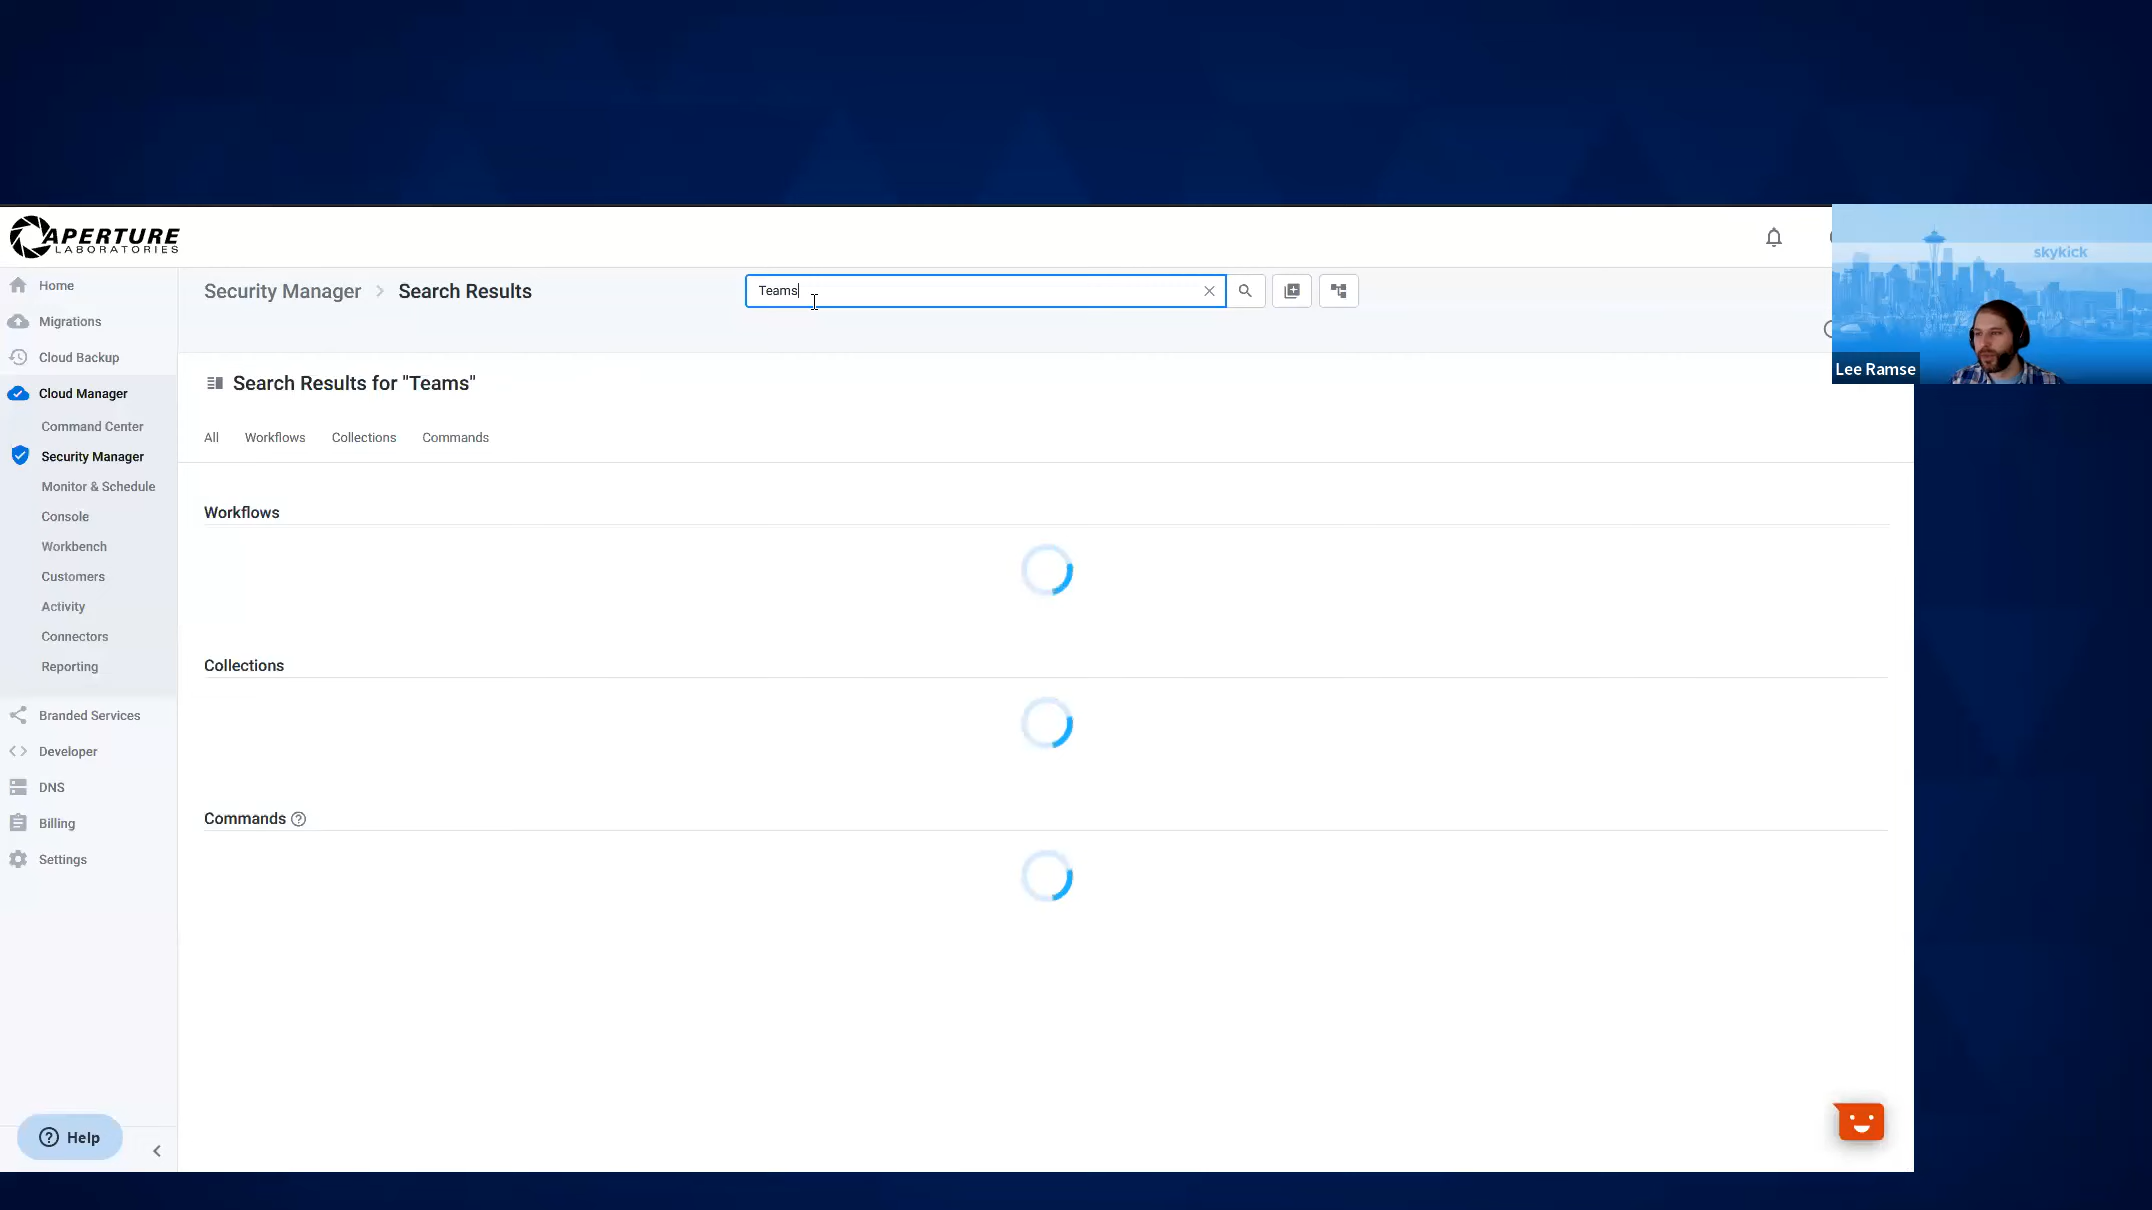 APERTURE
LABORATORIES
skykick
Lee Ramse
Home
Migrations
Cloud Backup
Cloud Manager
Command Center
Security Manager
Monitor & Schedule
Console
Workbench
Customers
Activity
Connectors
Reporting
Branded Services
Developer
DNS
Billing
Settings
Help
Security Manager > Search Results
Teams
Search Results for "Teams"
All Workflows Collections Commands
Workflows
Collections
Commands